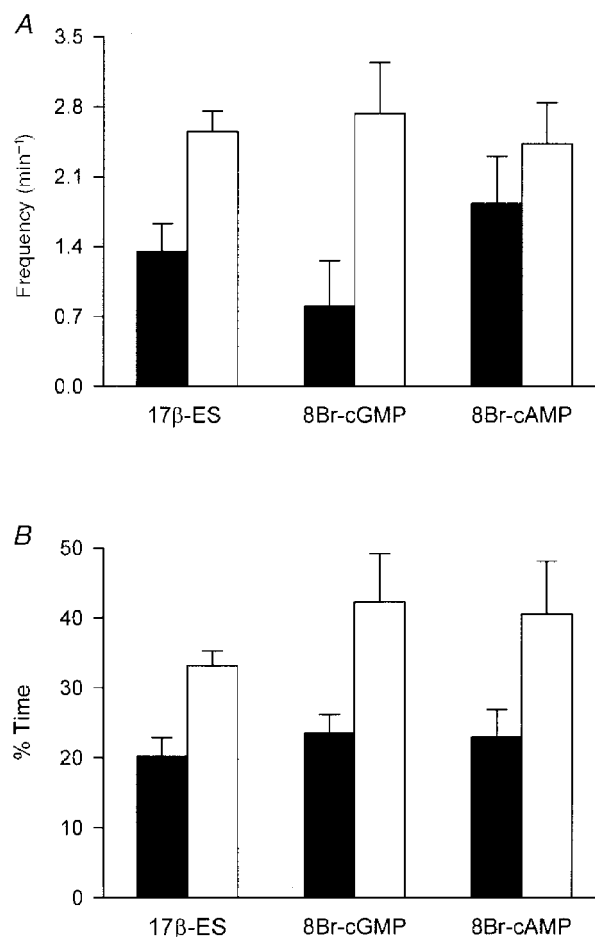 A
3.5
2.8
2.1
1.4
0.7
0.0
Frequency (min⁻¹)
17β-ES 8Br-cGMP 8Br-cAMP
B
50
40
30
20
10
0
% Time
17β-ES 8Br-cGMP 8Br-cAMP